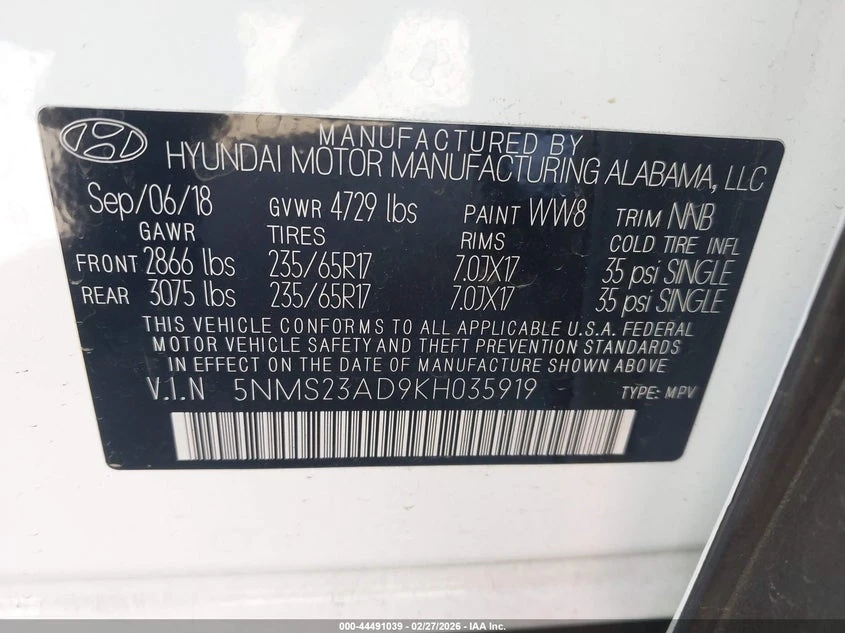 MANUFACTURED BY
HYUNDAI MOTOR MANUFACTURING ALABAMA, LLC
Sep/06/18 GVWR 4729 lbs PAINT WW8 TRIM NNB
GAWR TIRES RIMS COLD TIRE INFL
FRONT 2866 lbs 235/65R17 7.0JX17 35 psi SINGLE
REAR 3075 lbs 235/65R17 7.0JX17 35 psi SINGLE
THIS VEHICLE CONFORMS TO ALL APPLICABLE U.S.A. FEDERAL
MOTOR VEHICLE SAFETY AND THEFT PREVENTION STANDARDS
IN EFFECT ON THE DATE OF MANUFACTURE SHOWN ABOVE
V.I.N 5NMS23AD9KH035919 TYPE: MPV
000-44491039 - 02/27/2026 - IAA Inc.